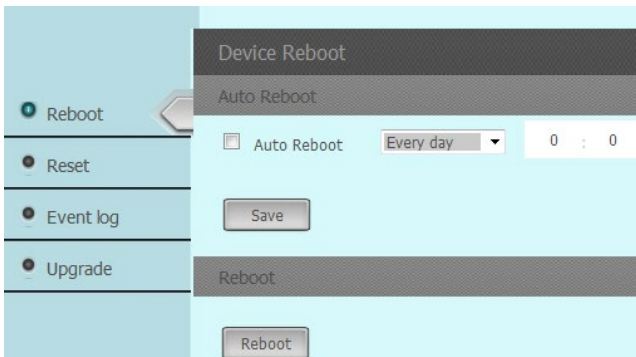 Reboot
Reset
Event log
Upgrade
Device Reboot
Auto Reboot
Auto Reboot Every day 0 : 0
Save
Reboot
Reboot